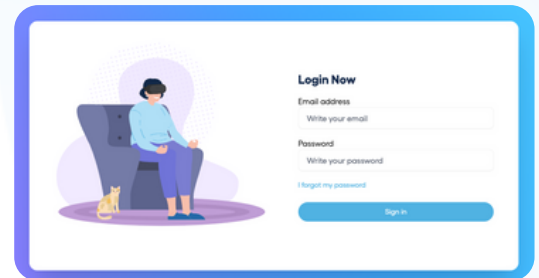 Login Now
Email address
Write your email
Password
Write your password
I forgot my password
Sign in